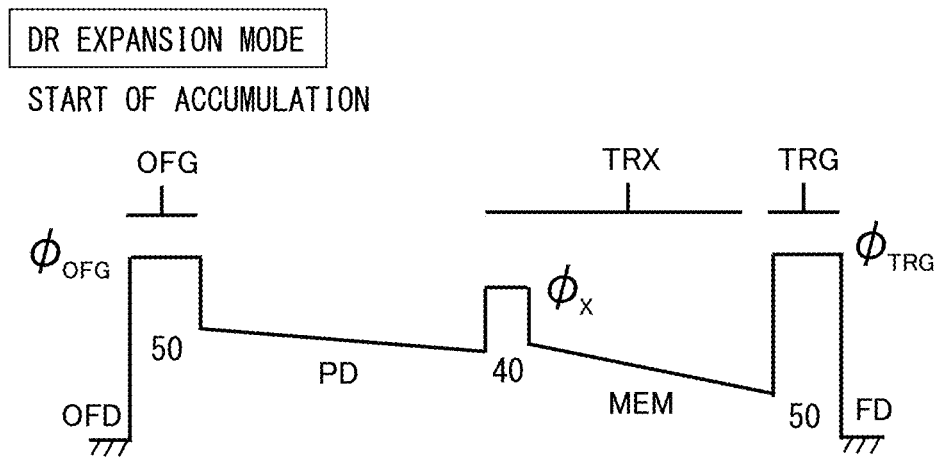 DR EXPANSION MODE
START OF ACCUMULATION
OFG TRX TRG
ϕOFG ϕX ϕTRG
50 PD 40 MEM 50
OFD FD